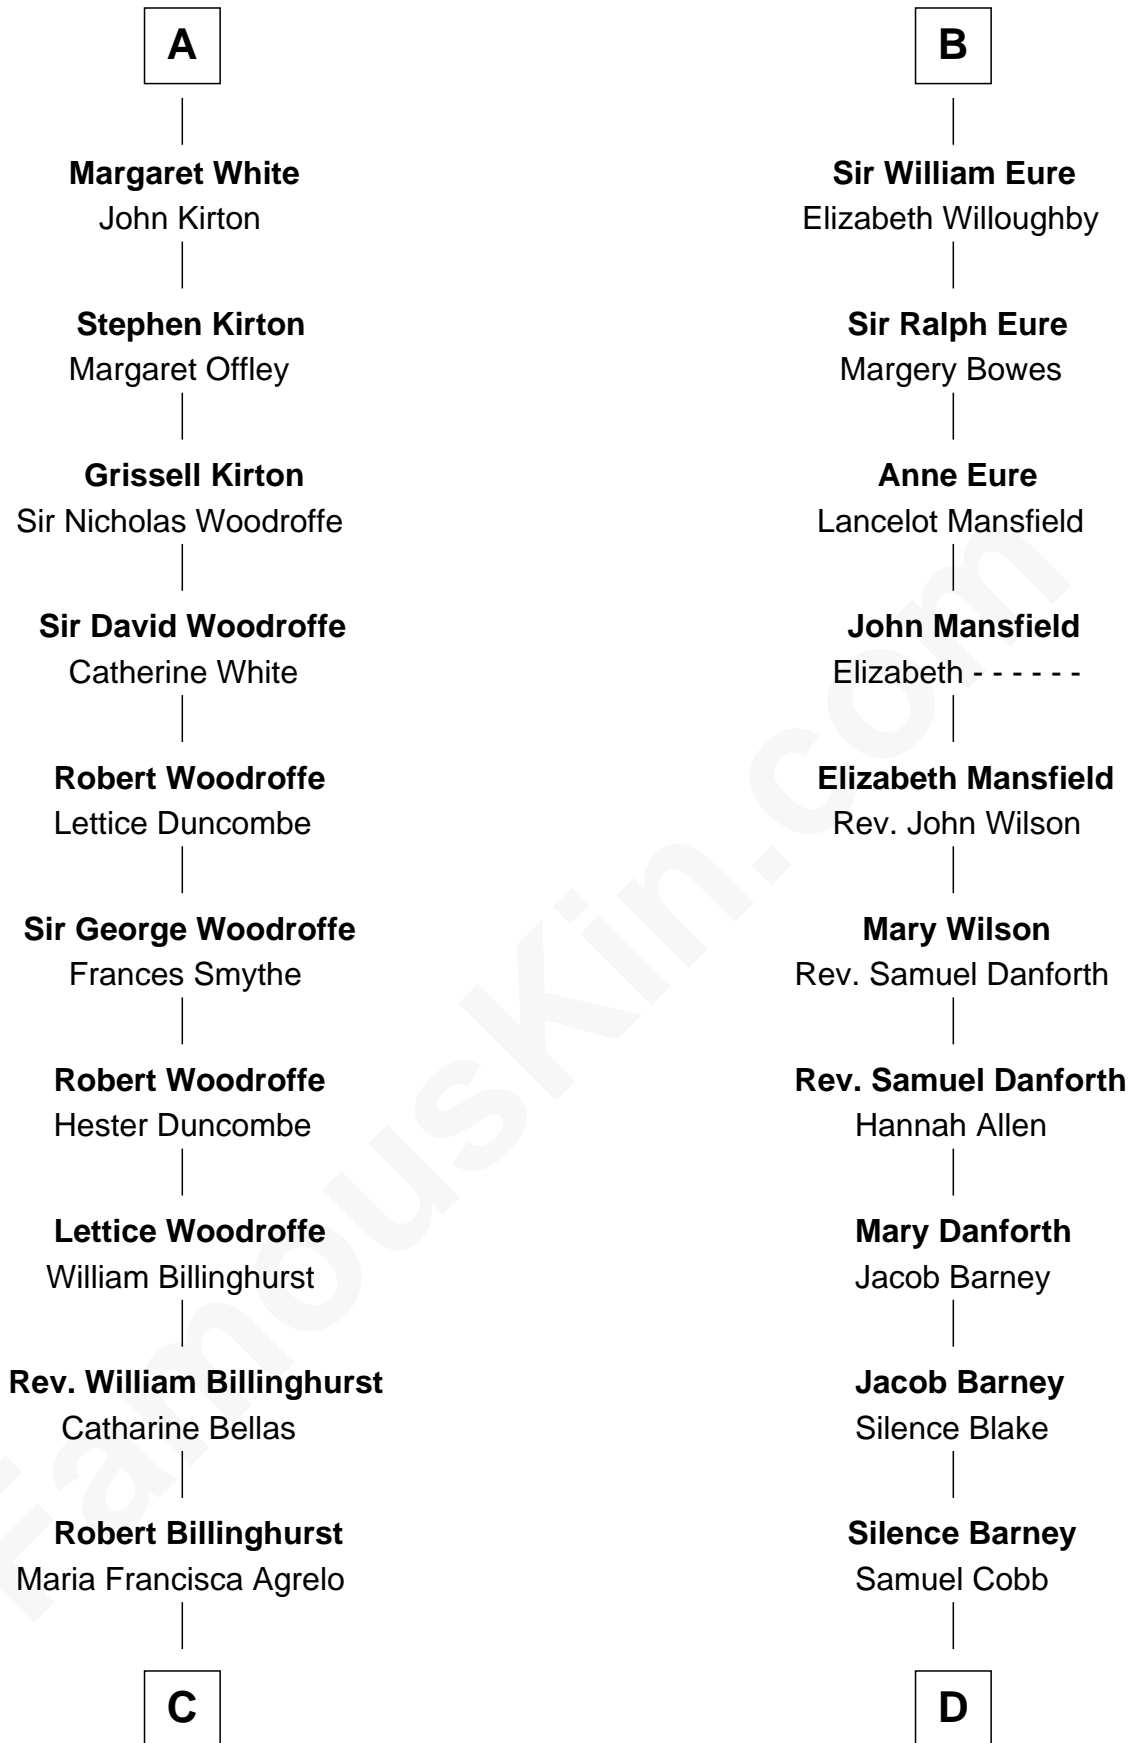 A
Margaret White
John Kirton
Stephen Kirton
Margaret Offley
Grissell Kirton
Sir Nicholas Woodroffe
Sir David Woodroffe
Catherine White
Robert Woodroffe
Lettice Duncombe
Sir George Woodroffe
Frances Smythe
Robert Woodroffe
Hester Duncombe
Lettice Woodroffe
William Billinghurst
Rev. William Billinghurst
Catharine Bellas
Robert Billinghurst
Maria Francisca Agrelo
C
B
Sir William Eure
Elizabeth Willoughby
Sir Ralph Eure
Margery Bowes
Anne Eure
Lancelot Mansfield
John Mansfield
Elizabeth - - - - - -
Elizabeth Mansfield
Rev. John Wilson
Mary Wilson
Rev. Samuel Danforth
Rev. Samuel Danforth
Hannah Allen
Mary Danforth
Jacob Barney
Jacob Barney
Silence Blake
Silence Barney
Samuel Cobb
D
FamousKin.com